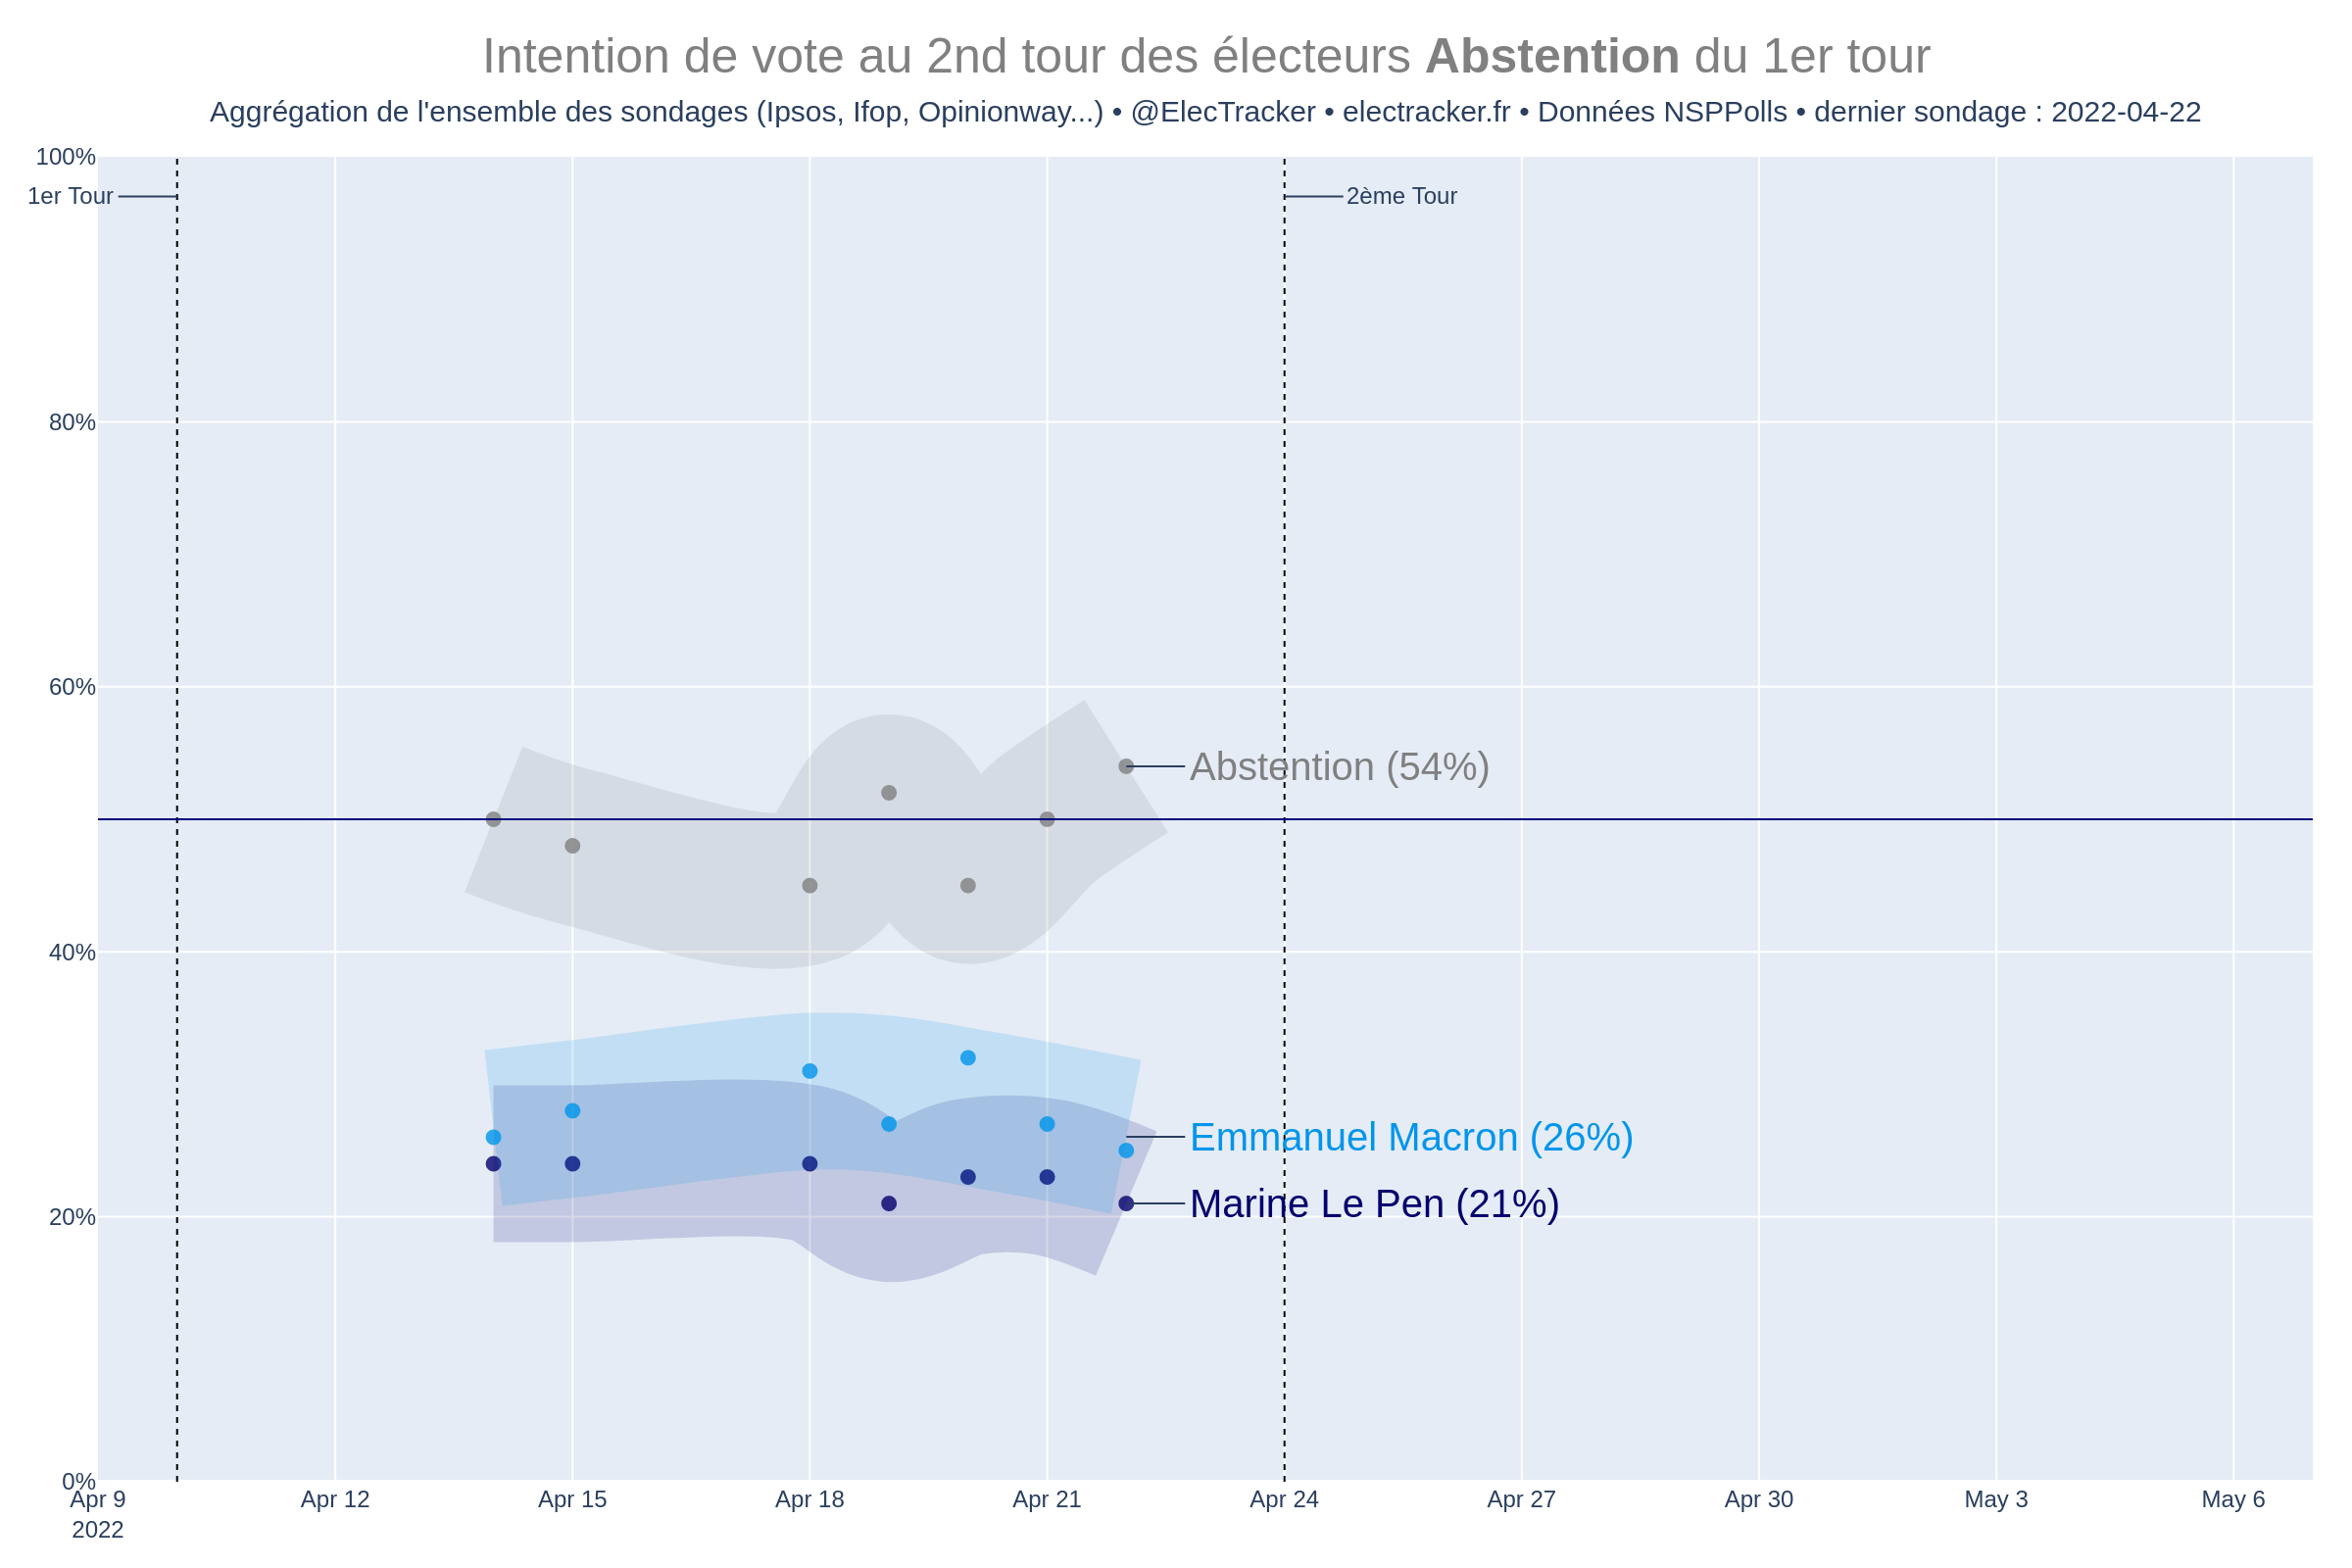 Intention de vote au 2nd tour des électeurs Abstention du 1er tour
Aggrégation de l'ensemble des sondages (Ipsos, Ifop, Opinionway...) • @ElecTracker • electracker.fr • Données NSPPolls • dernier sondage : 2022-04-22
100%
1er Tour
2ème Tour
80%
60%
Abstention (54%)
40%
Emmanuel Macron (26%)
Marine Le Pen (21%)
20%
0%
Apr 9
2022
Apr 12
Apr 15
Apr 18
Apr 21
Apr 24
Apr 27
Apr 30
May 3
May 6